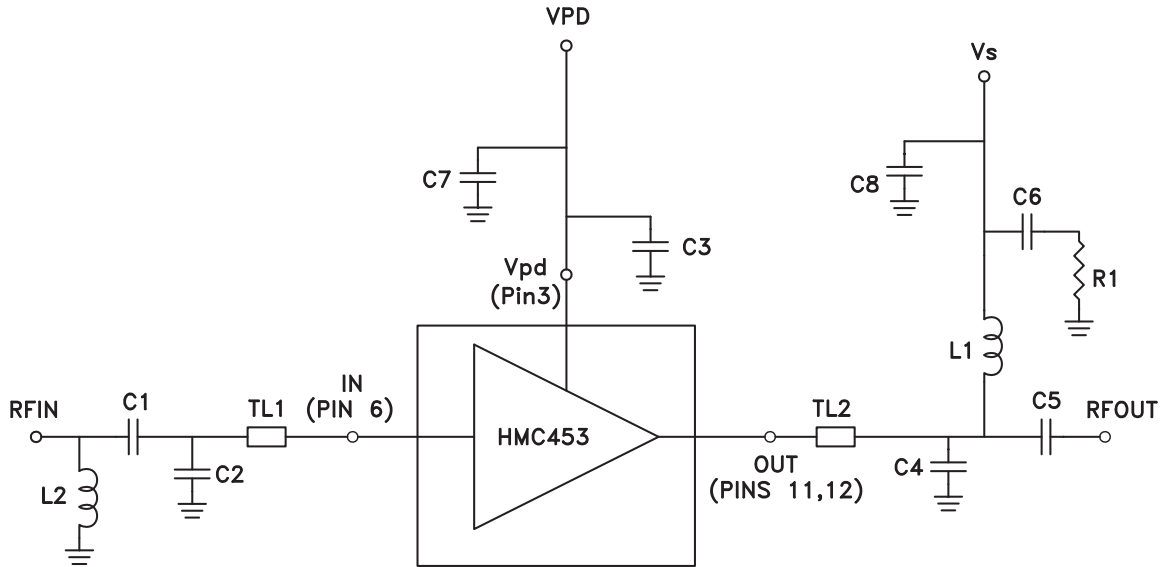 VPD
Vs
C7
C8
C6
C3
Vpd
(Pin3)
R1
L1
IN
(PIN 6)
RFIN
C1
TL1
HMC453
TL2
C5
RFOUT
L2
C2
OUT
(PINS 11,12)
C4